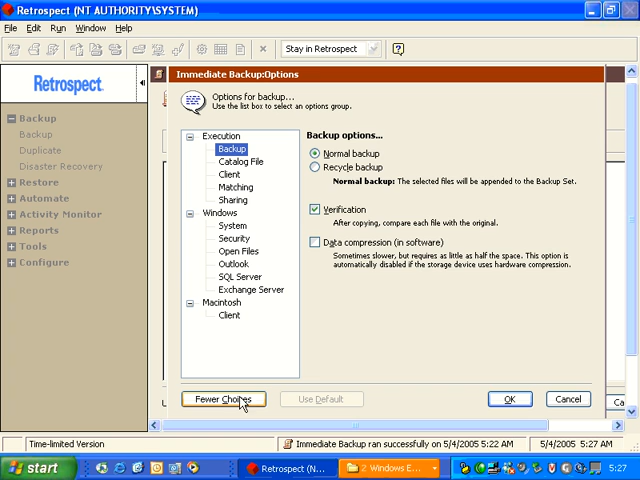 Retrospect (NT AUTHORITY\SYSTEM)
File Edit Run Window Help
Stay in Retrospect
Retrospect
Immediate Backup:Options
Options for backup...
Use the list box to select an options group.
Backup
Backup
Duplicate
Disaster Recovery
Restore
Automate
Activity Monitor
Reports
Tools
Configure
Execution
Backup
Catalog File
Client
Matching
Sharing
Windows
System
Security
Open Files
Outlook
SQL Server
Exchange Server
Macintosh
Client
Backup options...
Normal backup
Recycle backup
Normal backup: The selected files will be appended to the Backup Set.
Verification
After copying, compare each file with the original.
Data compression (in software)
Sometimes slower, but requires as little as half the space. This option is
automatically disabled if the storage device uses hardware compression.
Fewer Choices
Use Default
OK
Cancel
Ca
Time-limited Version
Immediate Backup ran successfully on 5/4/2005 5:22 AM
5/4/2005 5:27 AM
start
Retrospect (N...
2 Windows E...
5:27